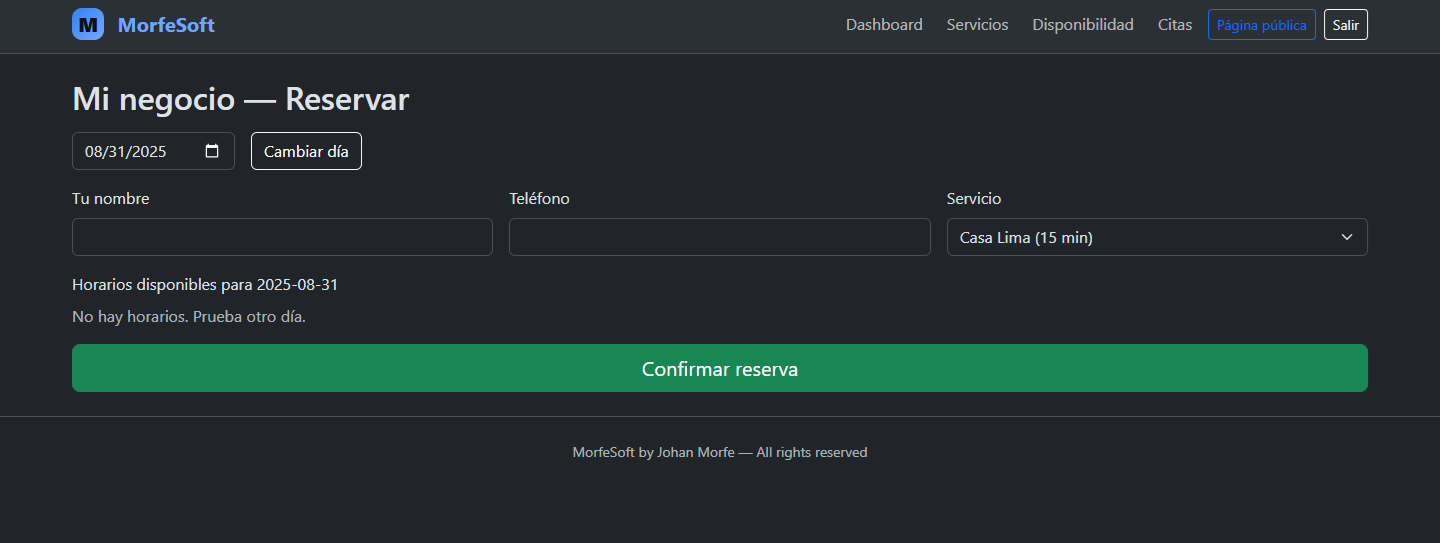 M MorfeSoft Dashboard Servicios Disponibilidad Citas Página pública Salir
Mi negocio — Reservar
08/31/2025 Cambiar día
Tu nombre Teléfono Servicio
Casa Lima (15 min)
Horarios disponibles para 2025-08-31
No hay horarios. Prueba otro día.
Confirmar reserva
MorfeSoft by Johan Morfe — All rights reserved